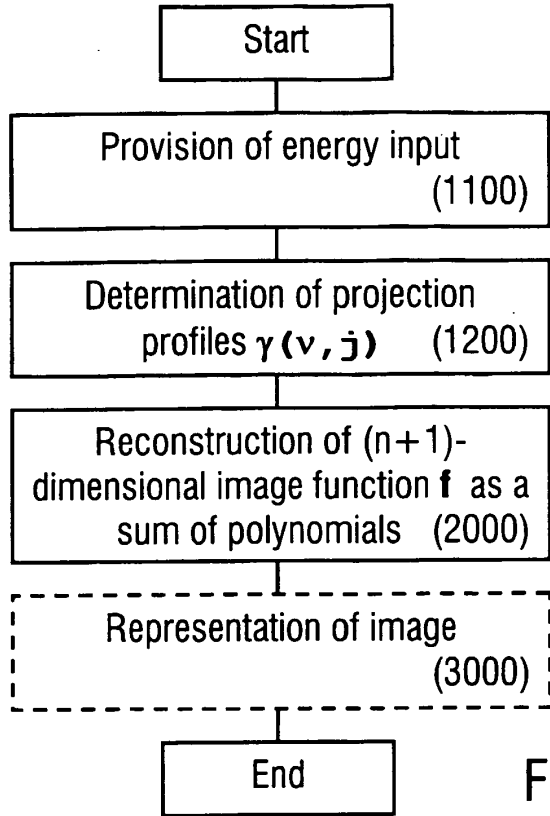 Start
Provision of energy input
(1100)
Determination of projection
profiles γ(ν,j) (1200)
Reconstruction of (n+1)-
dimensional image function f as a
sum of polynomials (2000)
Representation of image
(3000)
End
F